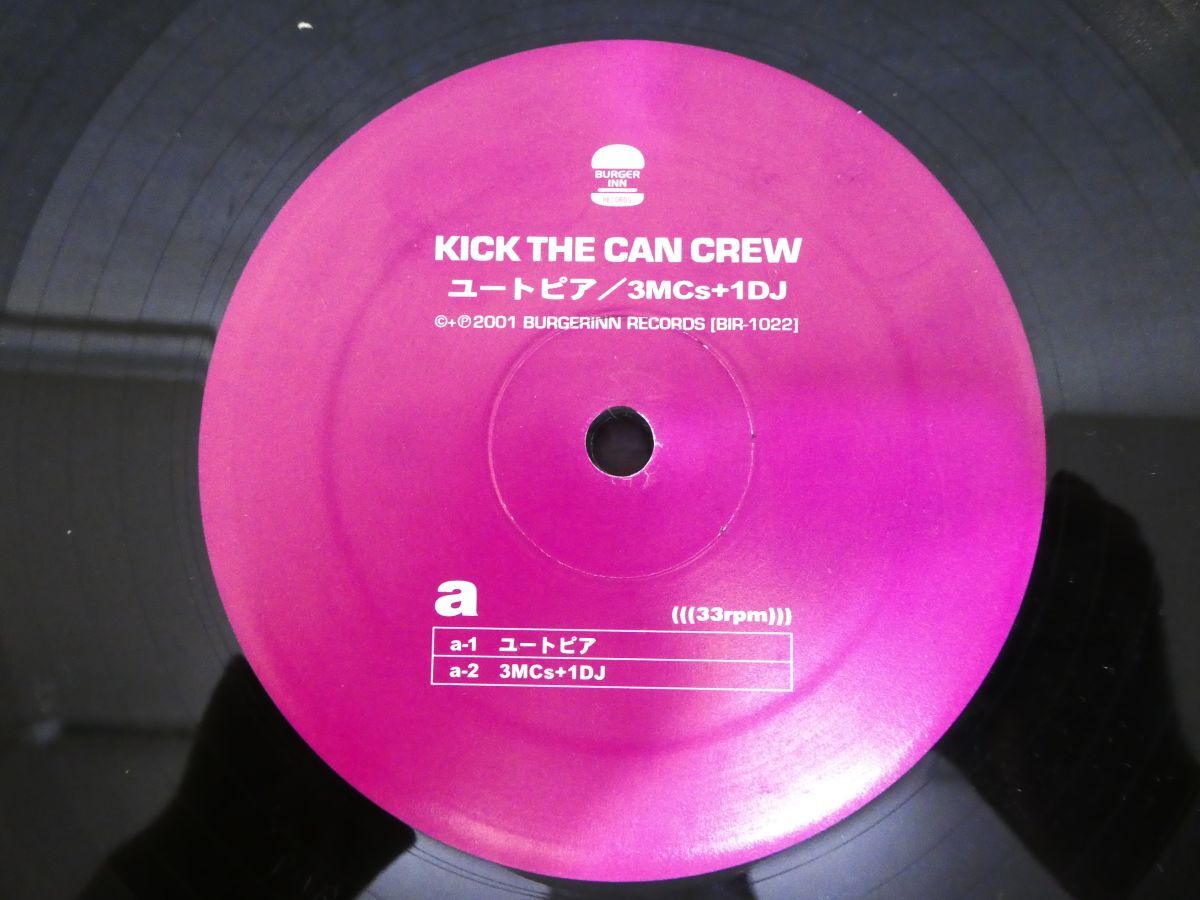 BURGER
INN
RECORDS
KICK THE CAN CREW
ユートピア／3MCs+1DJ
©+℗2001 BURGERINN RECORDS [BIR-1022]
a
(((33rpm)))
a-1 ユートピア
a-2 3MCs+1DJ